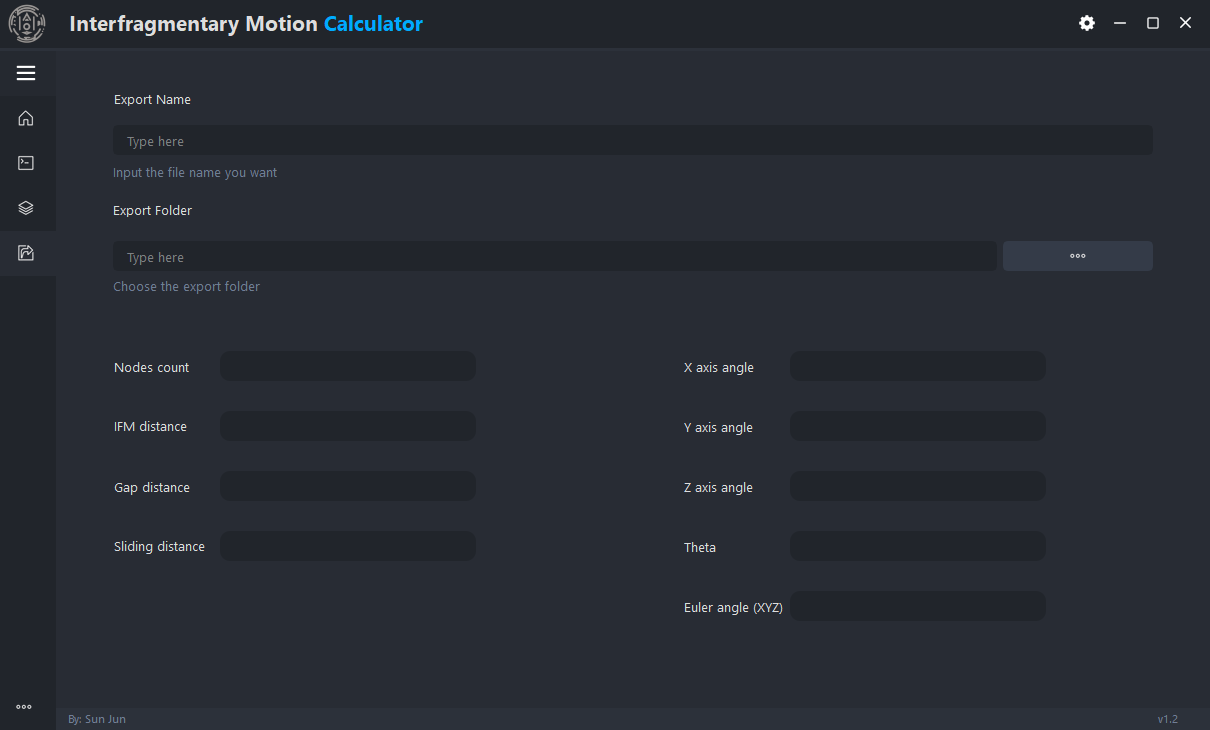 Interfragmentary Motion Calculator
Export Name
Type here
Input the file name you want
Export Folder
Type here
Choose the export folder
Nodes count
X axis angle
IFM distance
Y axis angle
Gap distance
Z axis angle
Sliding distance
Theta
Euler angle (XYZ)
By: Sun Jun
v1.2